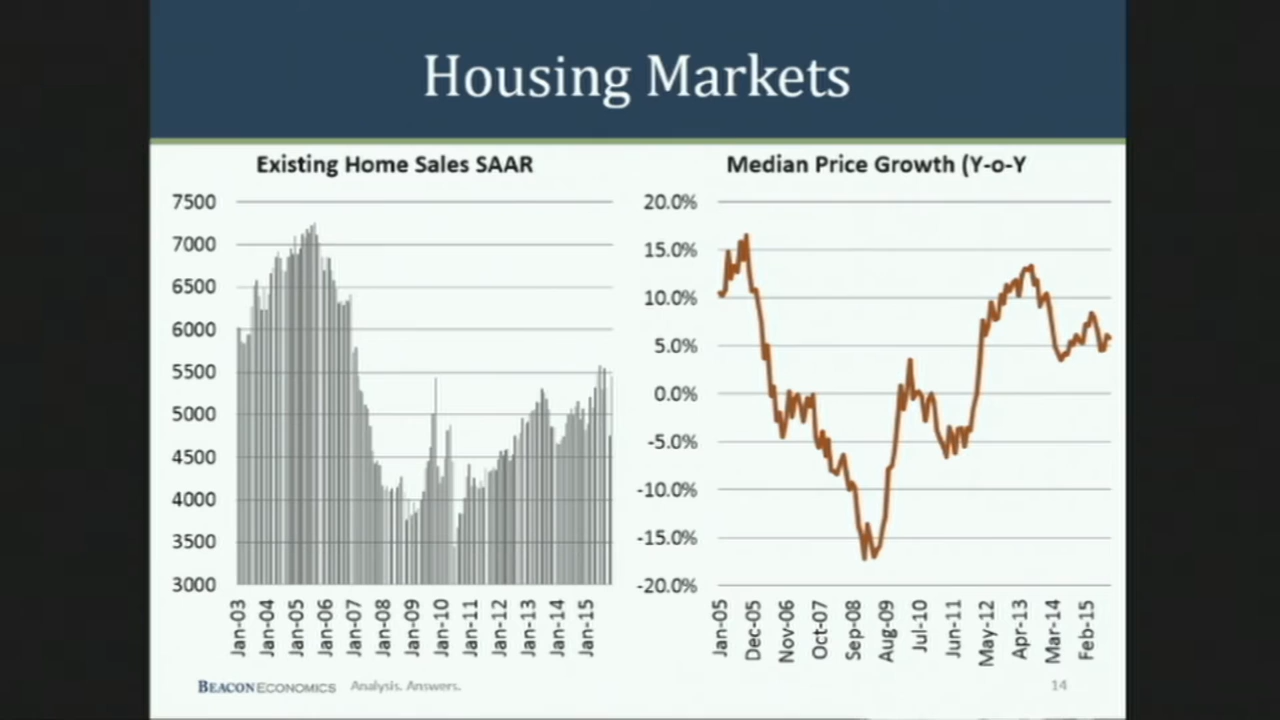 Housing Markets
Existing Home Sales SAAR
7500
7000
6500
6000
5500
5000
4500
4000
3500
3000
Jan-03
Jan-04
Jan-05
Jan-06
Jan-07
Jan-08
Jan-09
Jan-10
Jan-11
Jan-12
Jan-13
Jan-14
Jan-15
Median Price Growth (Y-o-Y
20.0%
15.0%
10.0%
5.0%
0.0%
-5.0%
-10.0%
-15.0%
-20.0%
Jan-05
Dec-05
Nov-06
Oct-07
Sep-08
Aug-09
Jul-10
Jun-11
May-12
Apr-13
Mar-14
Feb-15
BEACON ECONOMICS Analysis. Answers.
14